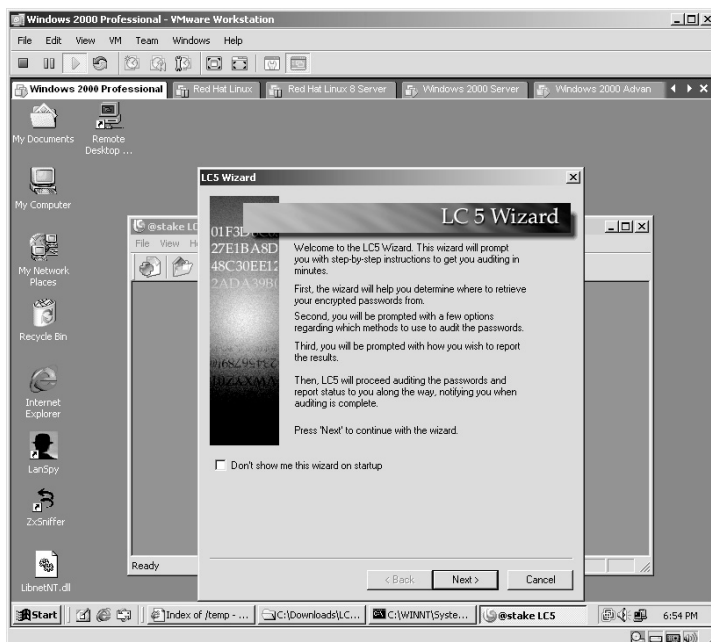 Windows 2000 Professional - VMware Workstation
File Edit View VM Team Windows Help
Windows 2000 Professional Red Hat Linux Red Hat Linux 8 Server Windows 2000 Server Windows 2000 Advan
My Documents
Remote Desktop ...
My Computer
My Network Places
Recycle Bin
Internet Explorer
LanSpy
ZxSniffer
LibnetNT.dll
@stake LC
File View H
Ready
LC5 Wizard
LC 5 Wizard
01F3D
27E1BA8D
48C30EE12
2ADA39B
Welcome to the LC5 Wizard. This wizard will prompt
you with step-by-step instructions to get you auditing in
minutes.
First, the wizard will help you determine where to retrieve
your encrypted passwords from.
Second, you will be prompted with a few options
regarding which methods to use to audit the passwords.
Third, you will be prompted with how you wish to report
the results.
Then, LC5 will proceed auditing the passwords and
report status to you along the way, notifying you when
auditing is complete.
Press 'Next' to continue with the wizard.
Don't show me this wizard on startup
< Back Next > Cancel
Start Index of /temp - ... C:\Downloads\LC... C:\WINNT\Syste... @stake LC5 6:54 PM